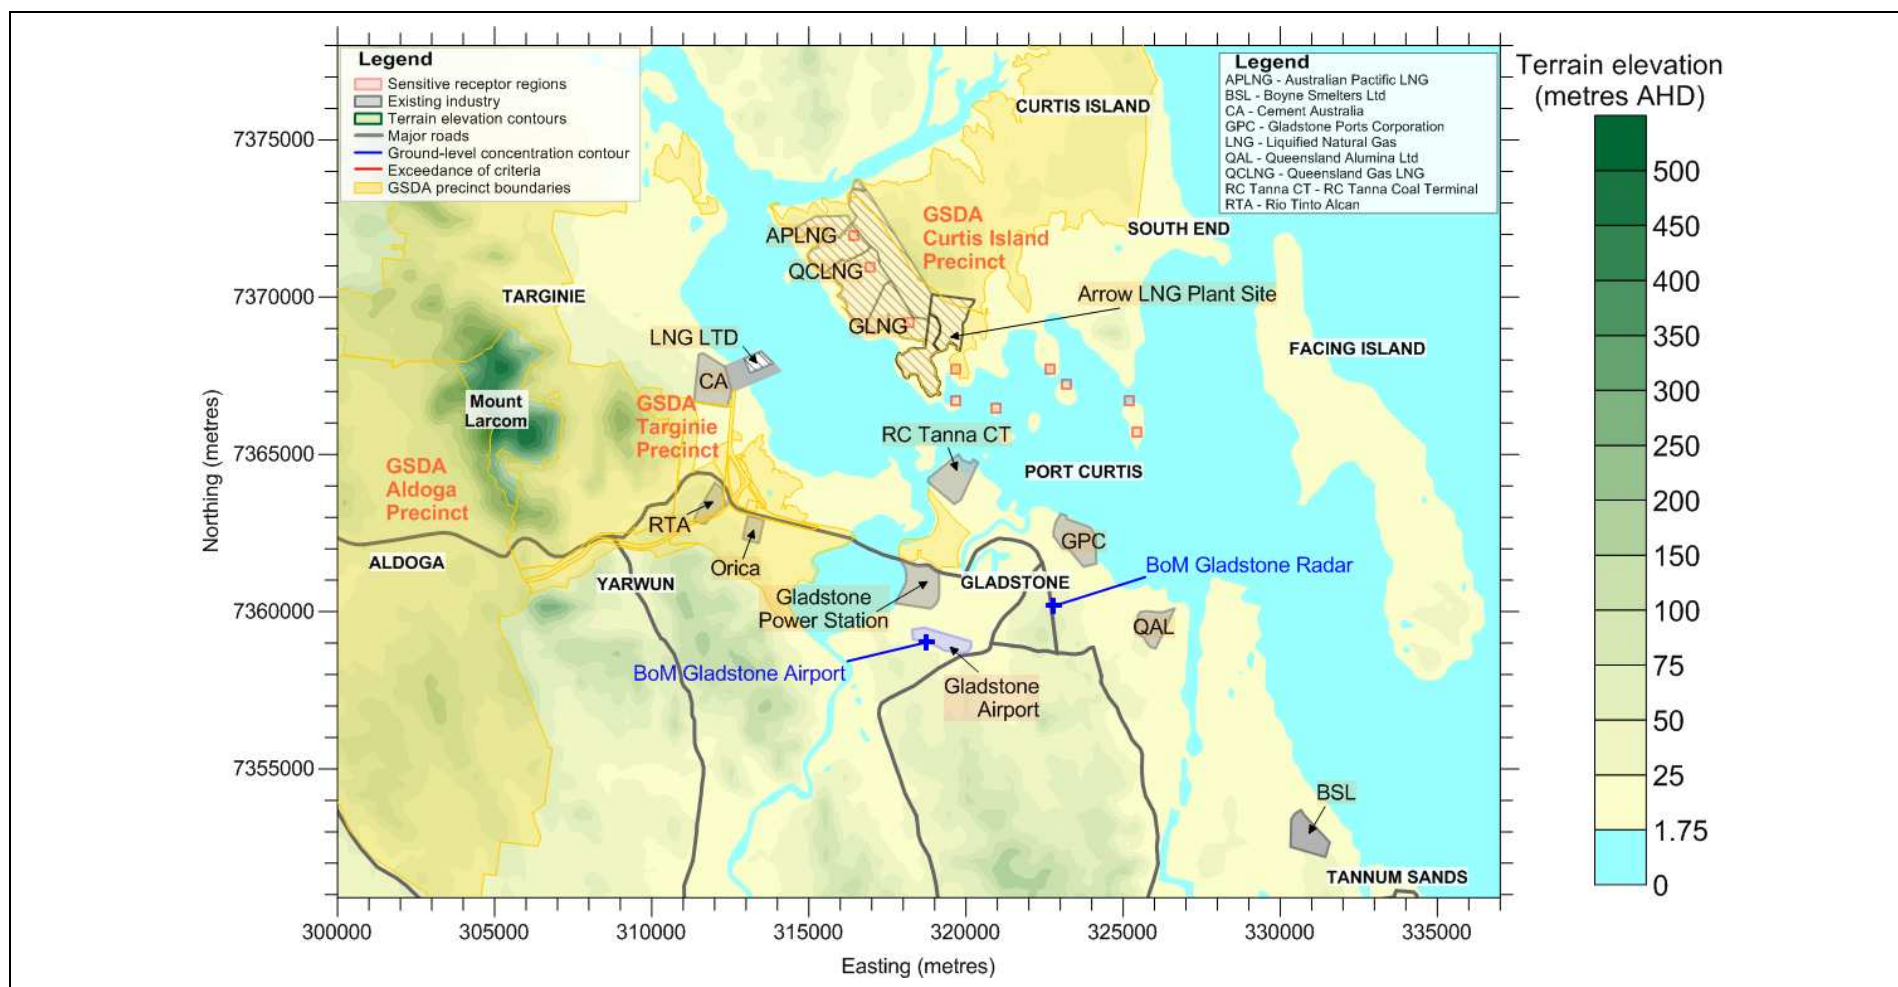 Legend
Sensitive receptor regions
Existing industry
Terrain elevation contours
Major roads
Ground-level concentration contour
Exceedance of criteria
GSDA precinct boundaries
Legend
APLNG - Australian Pactific LNG
BSL - Boyne Smelters Ltd
CA - Cement Australia
GPC - Gladstone Ports Corporation
LNG - Liquified Natural Gas
QAL - Queensland Alumina Ltd
QCLNG - Queensland Gas LNG
RC Tanna CT - RC Tanna Coal Terminal
RTA - Rio Tinto Alcan
Terrain elevation
(metres AHD)
500
450
400
350
300
250
200
150
100
75
50
25
1.75
0
CURTIS ISLAND
GSDA
Curtis Island
Precinct
SOUTH END
APLNG
QCLNG
GLNG
Arrow LNG Plant Site
TARGINIE
LNG LTD
CA
FACING ISLAND
Mount
Larcom
GSDA
Targinie
Precinct
RC Tanna CT
PORT CURTIS
GSDA
Aldoga
Precinct
RTA
Orica
GPC
ALDOGA
YARWUN
GLADSTONE
BoM Gladstone Radar
Gladstone
Power Station
QAL
BoM Gladstone Airport
Gladstone
Airport
BSL
TANNUM SANDS
Northing (metres)
7375000
7370000
7365000
7360000
7355000
300000
305000
310000
315000
320000
325000
330000
335000
Easting (metres)